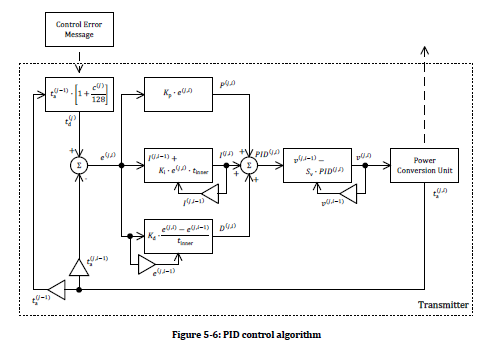 Control Error
Message
t_a^(j−1) · [1 + c^(j)/128]
t_d^(j)
K_p · e^(j,i)
P^(j,i)
e^(j,i)
+
Σ
-
I^(j,i−1) +
K_i · e^(j,i) · t_inner
I^(j,i)
I^(j,i−1)
+
+
+
Σ
PID^(j,i)
v^(j,i−1) −
S_v · PID^(j,i)
v^(j,i)
v^(j,i−1)
Power
Conversion Unit
t_a^(j,i)
K_d · (e^(j,i) − e^(j,i−1))/t_inner
D^(j,i)
e^(j,i−1)
t_a^(j,i−1)
t_a^(j−1)
Transmitter
Figure 5-6: PID control algorithm